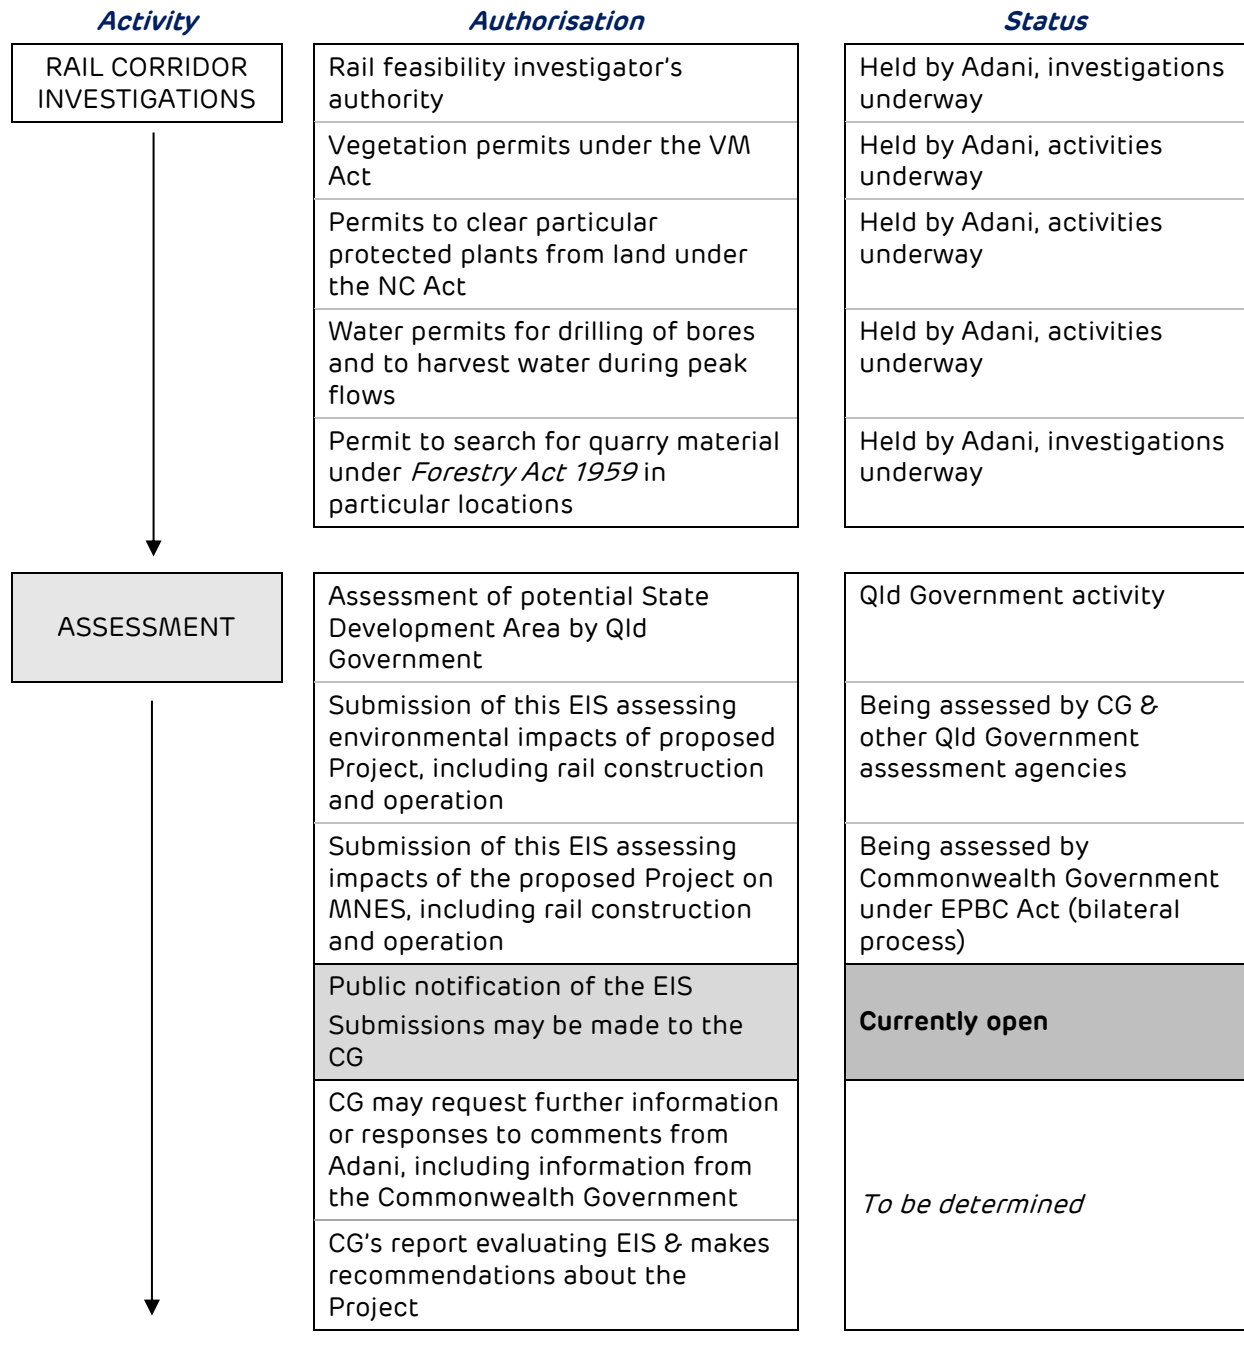 Activity
Authorisation
Status
RAIL CORRIDOR
INVESTIGATIONS
Rail feasibility investigator's
authority
Held by Adani, investigations
underway
Vegetation permits under the VM
Act
Held by Adani, activities
underway
Permits to clear particular
protected plants from land under
the NC Act
Held by Adani, activities
underway
Water permits for drilling of bores
and to harvest water during peak
flows
Held by Adani, activities
underway
Permit to search for quarry material
under Forestry Act 1959 in
particular locations
Held by Adani, investigations
underway
ASSESSMENT
Assessment of potential State
Development Area by Qld
Government
Qld Government activity
Submission of this EIS assessing
environmental impacts of proposed
Project, including rail construction
and operation
Being assessed by CG &
other Qld Government
assessment agencies
Submission of this EIS assessing
impacts of the proposed Project on
MNES, including rail construction
and operation
Being assessed by
Commonwealth Government
under EPBC Act (bilateral
process)
Public notification of the EIS
Submissions may be made to the
CG
Currently open
CG may request further information
or responses to comments from
Adani, including information from
the Commonwealth Government
To be determined
CG's report evaluating EIS & makes
recommendations about the
Project